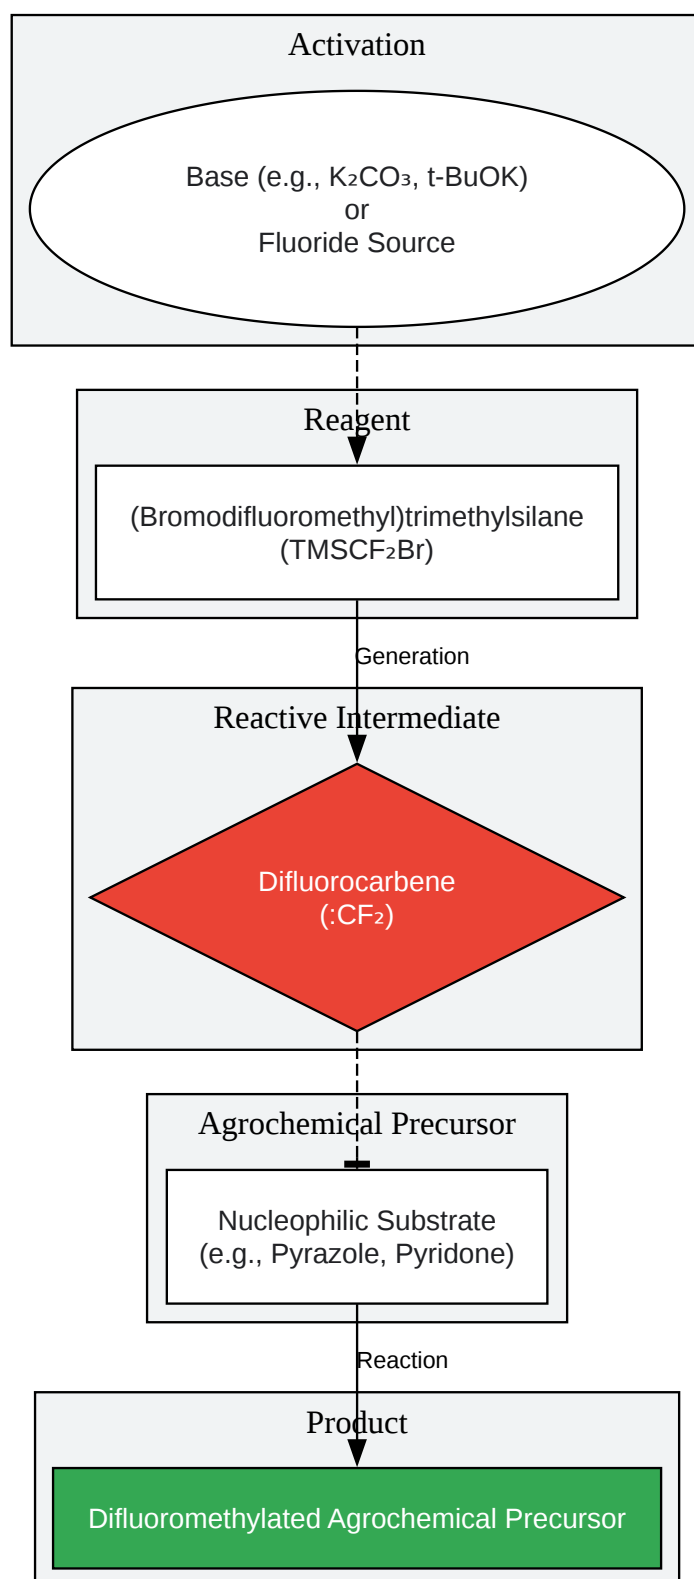 Activation
Base (e.g., K₂CO₃, t-BuOK)
or
Fluoride Source
Reagent
(Bromodifluoromethyl)trimethylsilane
(TMSCF₂Br)
Generation
Reactive Intermediate
Difluorocarbene
(:CF₂)
Agrochemical Precursor
Nucleophilic Substrate
(e.g., Pyrazole, Pyridone)
Reaction
Product
Difluoromethylated Agrochemical Precursor